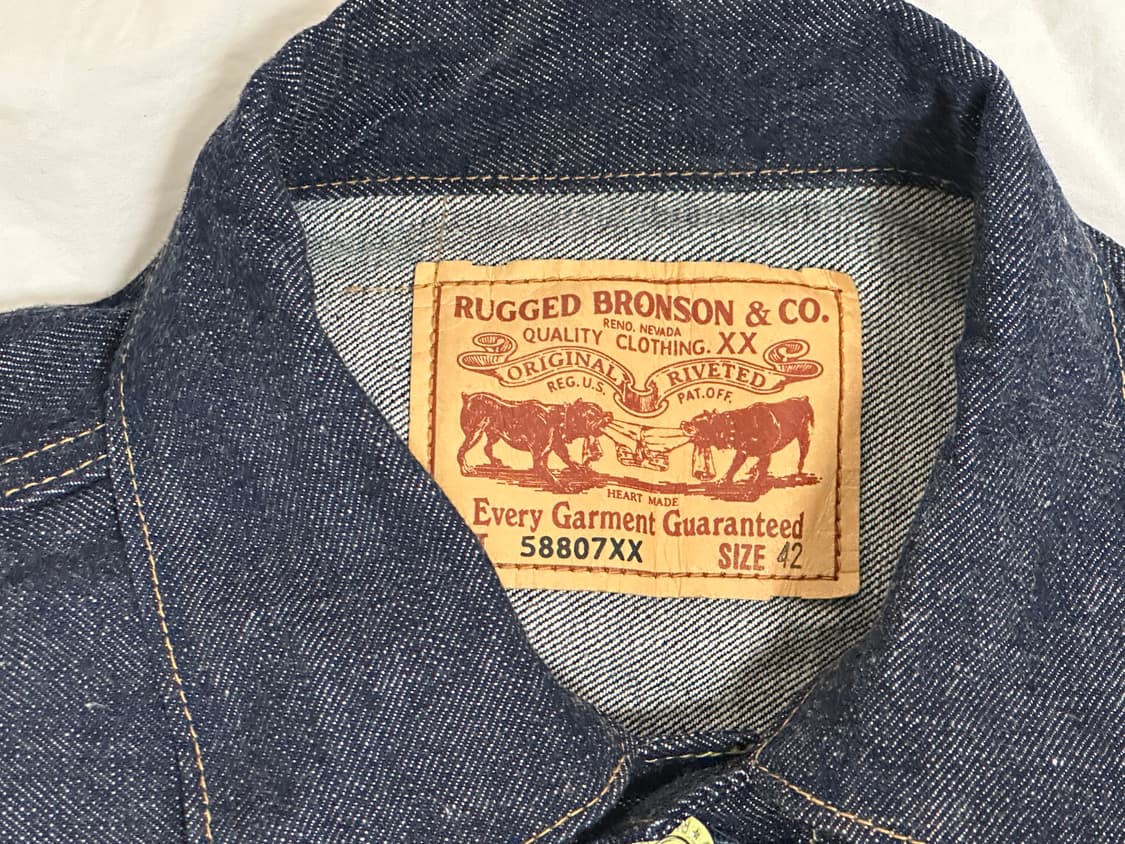 RUGGED BRONSON & CO.
RENO. NEVADA
QUALITY CLOTHING. XX
ORIGINAL RIVETED
REG. U.S. PAT. OFF.
HEART MADE
Every Garment Guaranteed
58807XX SIZE 42